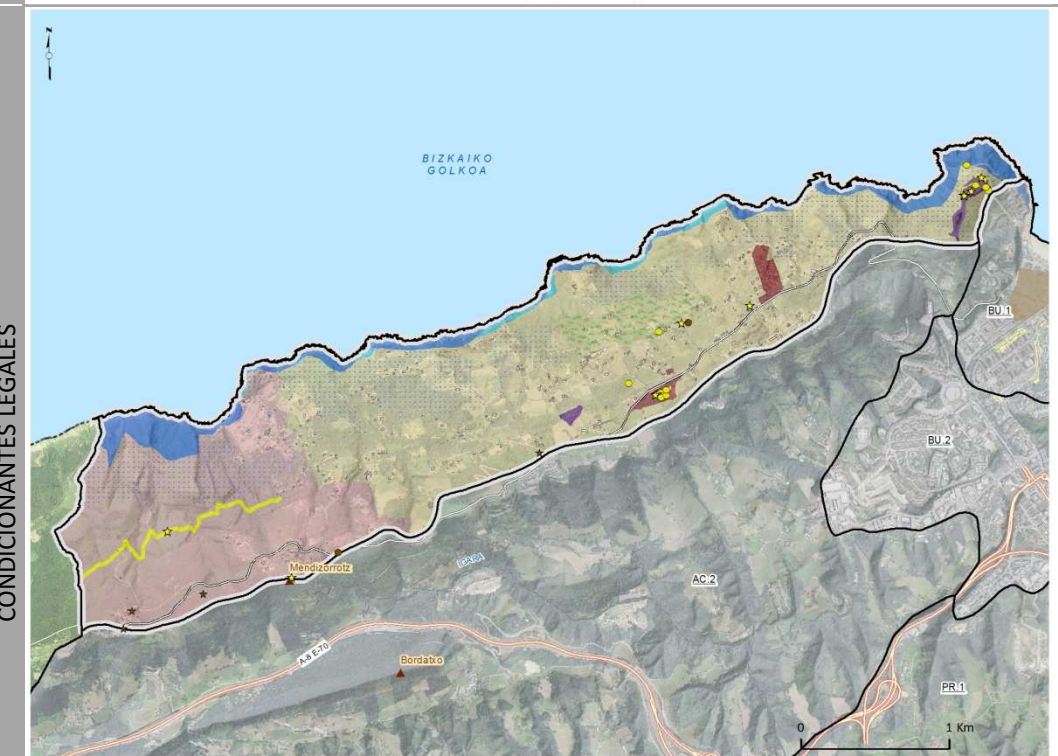 CONDICIONANTES LEGALES
N
BIZKAIKO
GOLKOA
BU.1
BU.2
Mendizorrotz
IGARA
AC.2
A-8 E-70
Bordatxo
PR.1
0 1 Km